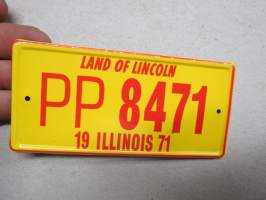 LAND OF LINCOLN
PP 8471
19 ILLINOIS 71